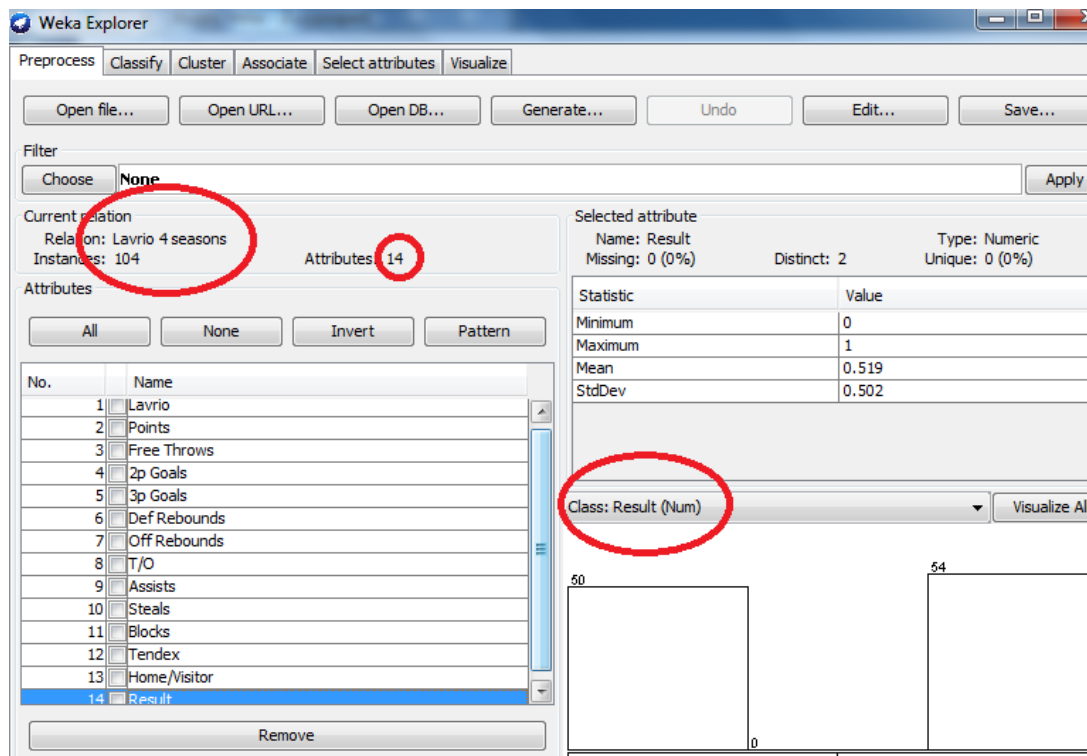 Weka Explorer
Preprocess Classify Cluster Associate Select attributes Visualize
Open file... Open URL... Open DB... Generate... Undo Edit... Save...
Filter
Choose None Apply
Current relation
Relation: Lavrio 4 seasons
Instances: 104 Attributes: 14
Attributes
All None Invert Pattern
No. Name
1 Lavrio
2 Points
3 Free Throws
4 2p Goals
5 3p Goals
6 Def Rebounds
7 Off Rebounds
8 T/O
9 Assists
10 Steals
11 Blocks
12 Tendex
13 Home/Visitor
14 Result
Remove
Selected attribute
Name: Result Type: Numeric
Missing: 0 (0%) Distinct: 2 Unique: 0 (0%)
Statistic Value
Minimum 0
Maximum 1
Mean 0.519
StdDev 0.502
Class: Result (Num) Visualize Al
50 0 54